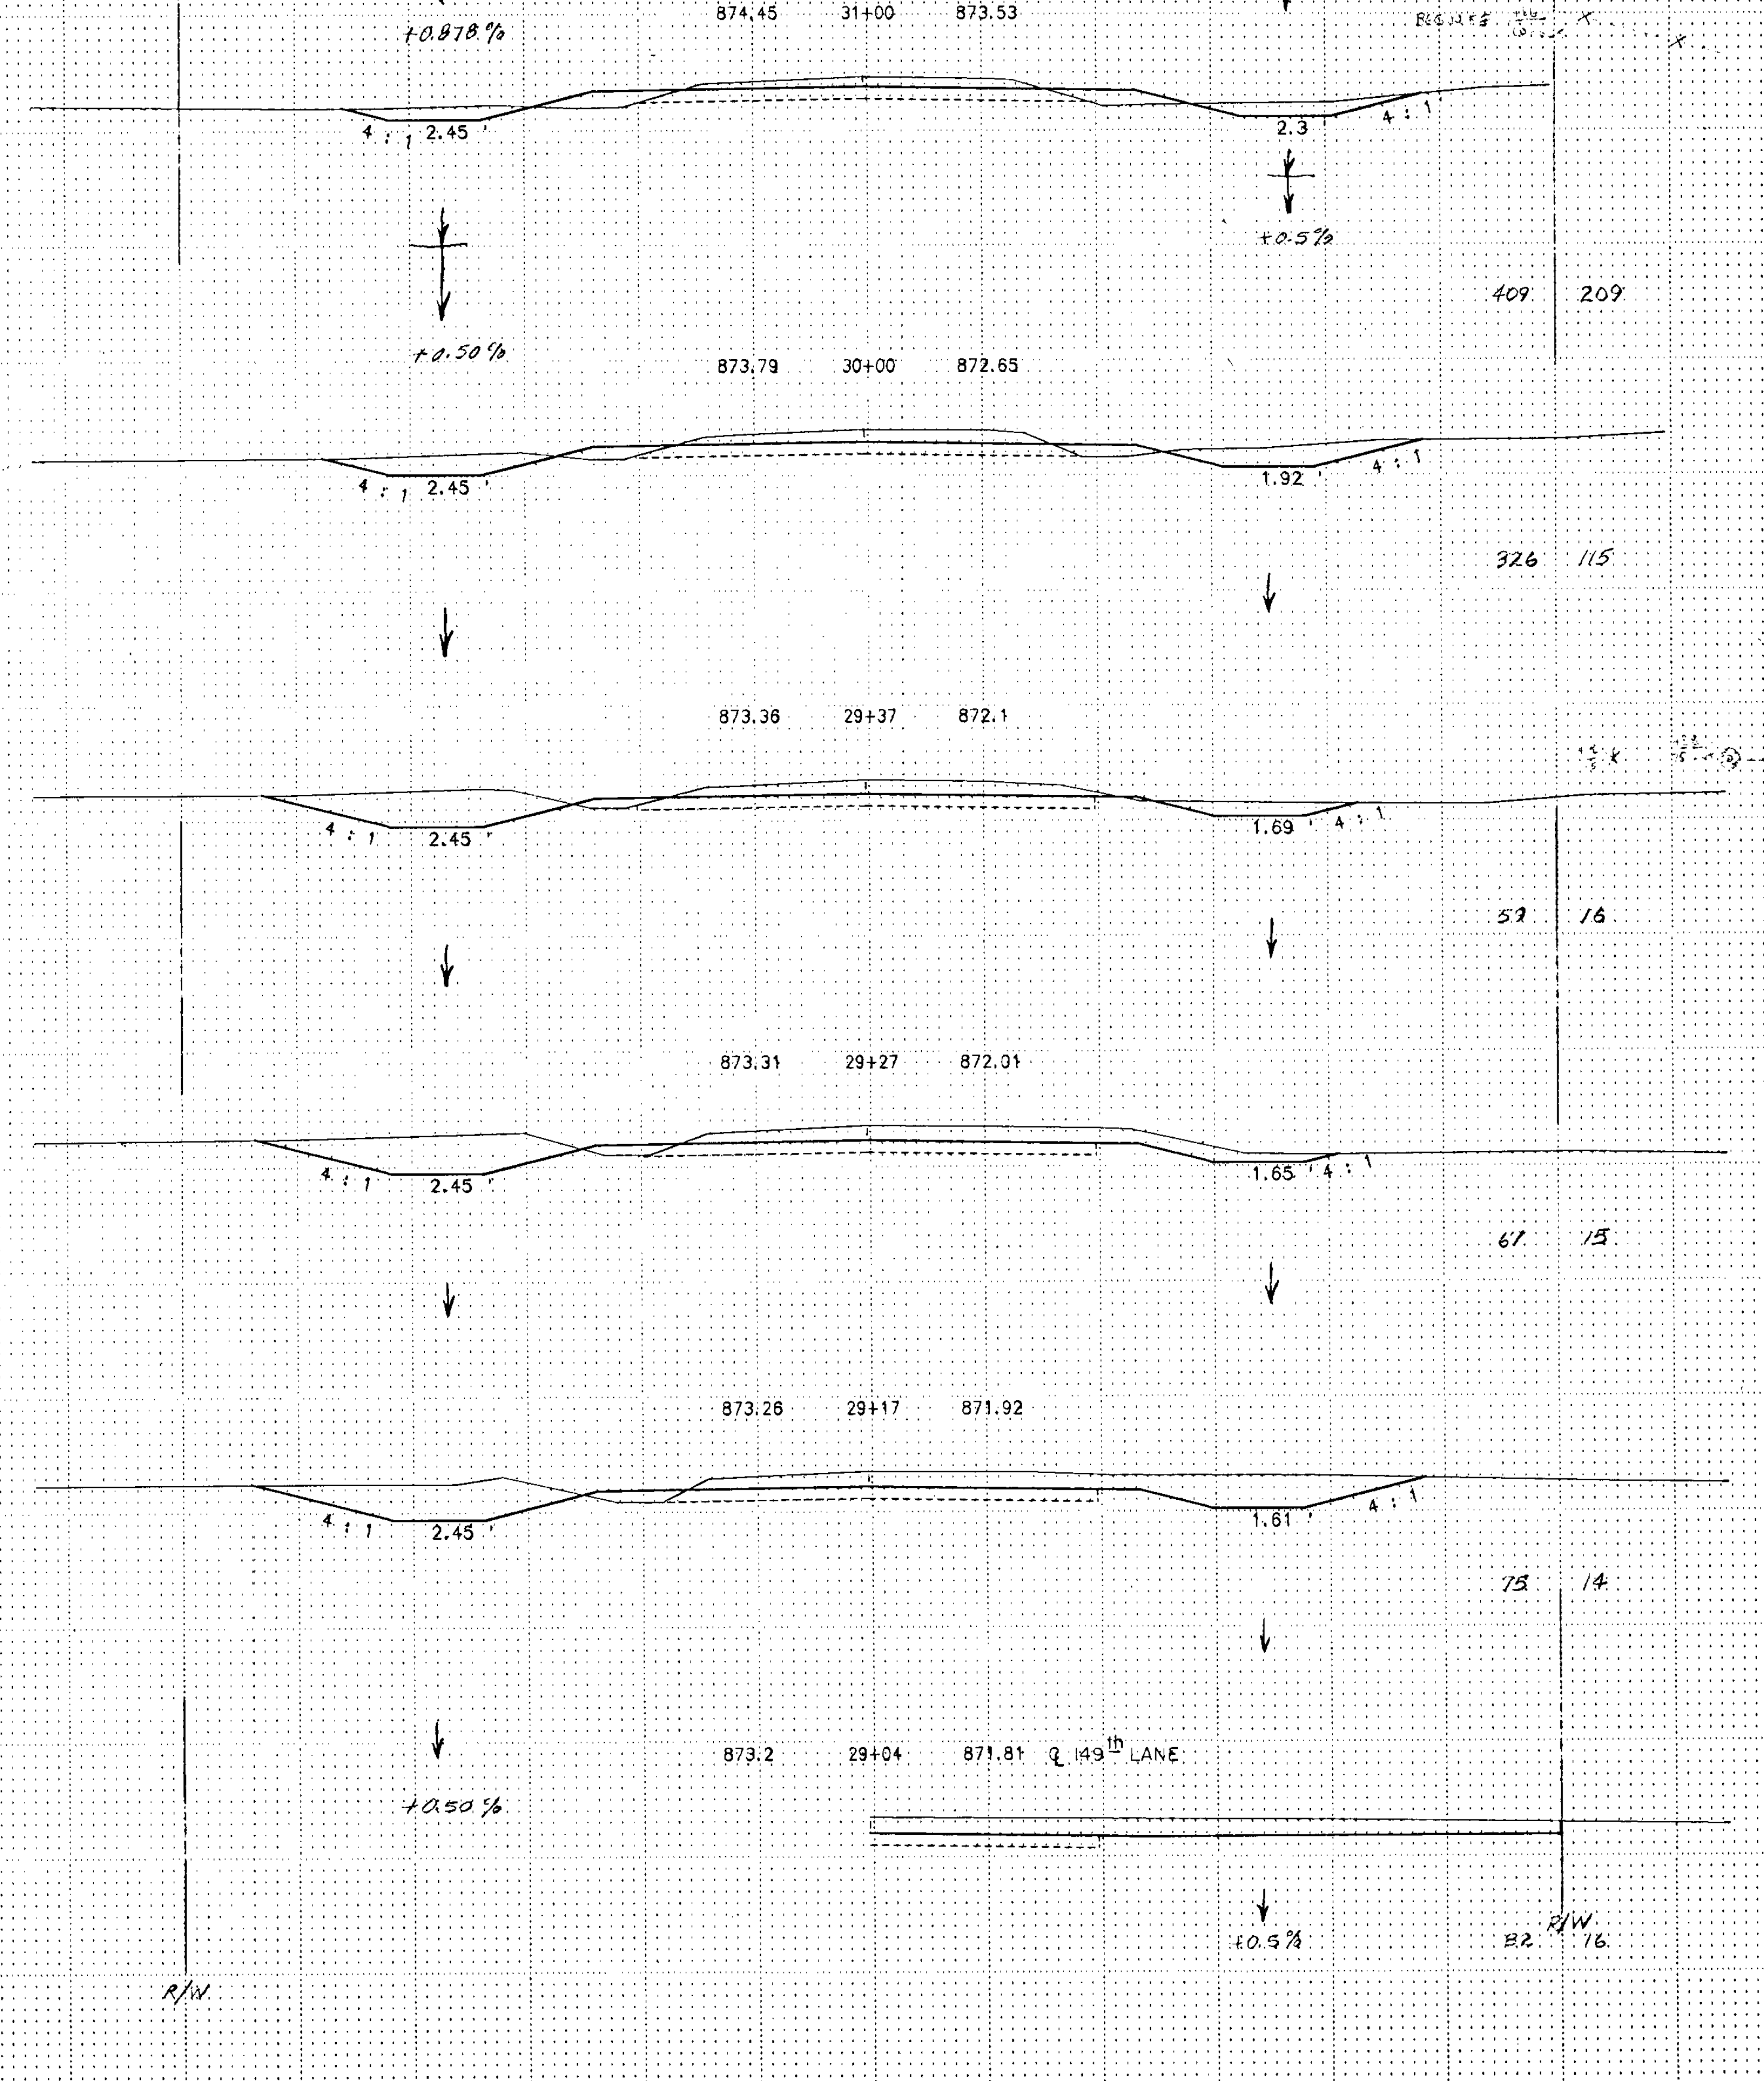 874.45 31+00 873.53
+0.878 %
4 : 1 2.45 '
2.3 ' 4 : 1
+0.5%
409 209
+0.50 %
873.79 30+00 872.65
4 : 1 2.45 '
1.92 ' 4 : 1
326 115
873.36 29+37 872.1
4 : 1 2.45 '
1.69 ' 4 : 1
16
873.31 29+27 872.01
4 : 1 2.45 '
1.65 ' 4 : 1
67 15
873.26 29+17 871.92
4 : 1 2.45 '
1.61 ' 4 : 1
75 14
873.2 29+04 871.81 ℄ 149th LANE
+0.50 %
R/W
+0.5% 82 16
R/W